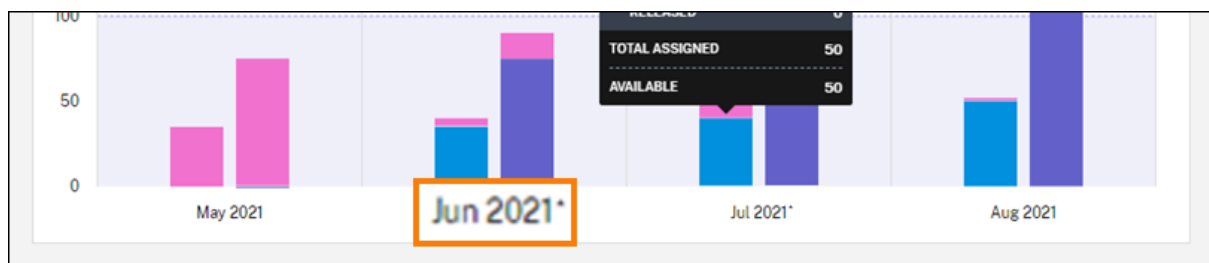 100
RELEASED 0
TOTAL ASSIGNED 50
AVAILABLE 50
50
0
May 2021
Jun 2021*
Jul 2021*
Aug 2021